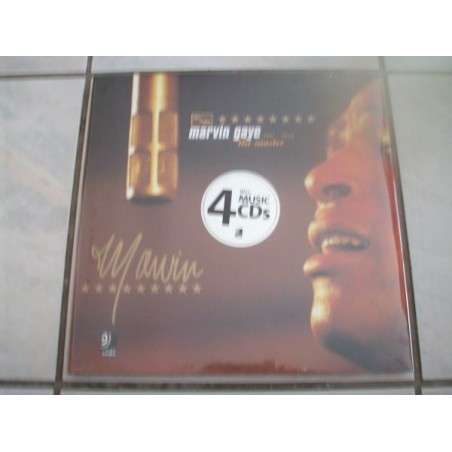 marvin gaye
the master
4
MUSIC
CDs
Marvin